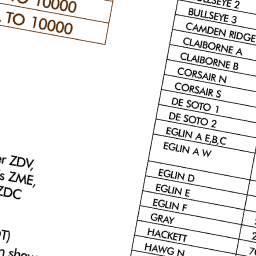 TO 10000
TO 10000
r ZDV,
s ZME,
ZDC
T)
show
BULLSEYE 2
BULLSEYE 3
CAMDEN RIDGE
CLAIBORNE A
CLAIBORNE B
CORSAIR N
CORSAIR S
DE SOTO 1
DE SOTO 2
EGLIN A E,B,C
EGLIN A W
EGLIN D
EGLIN E
EGLIN F
GRAY
HACKETT
HAWG N